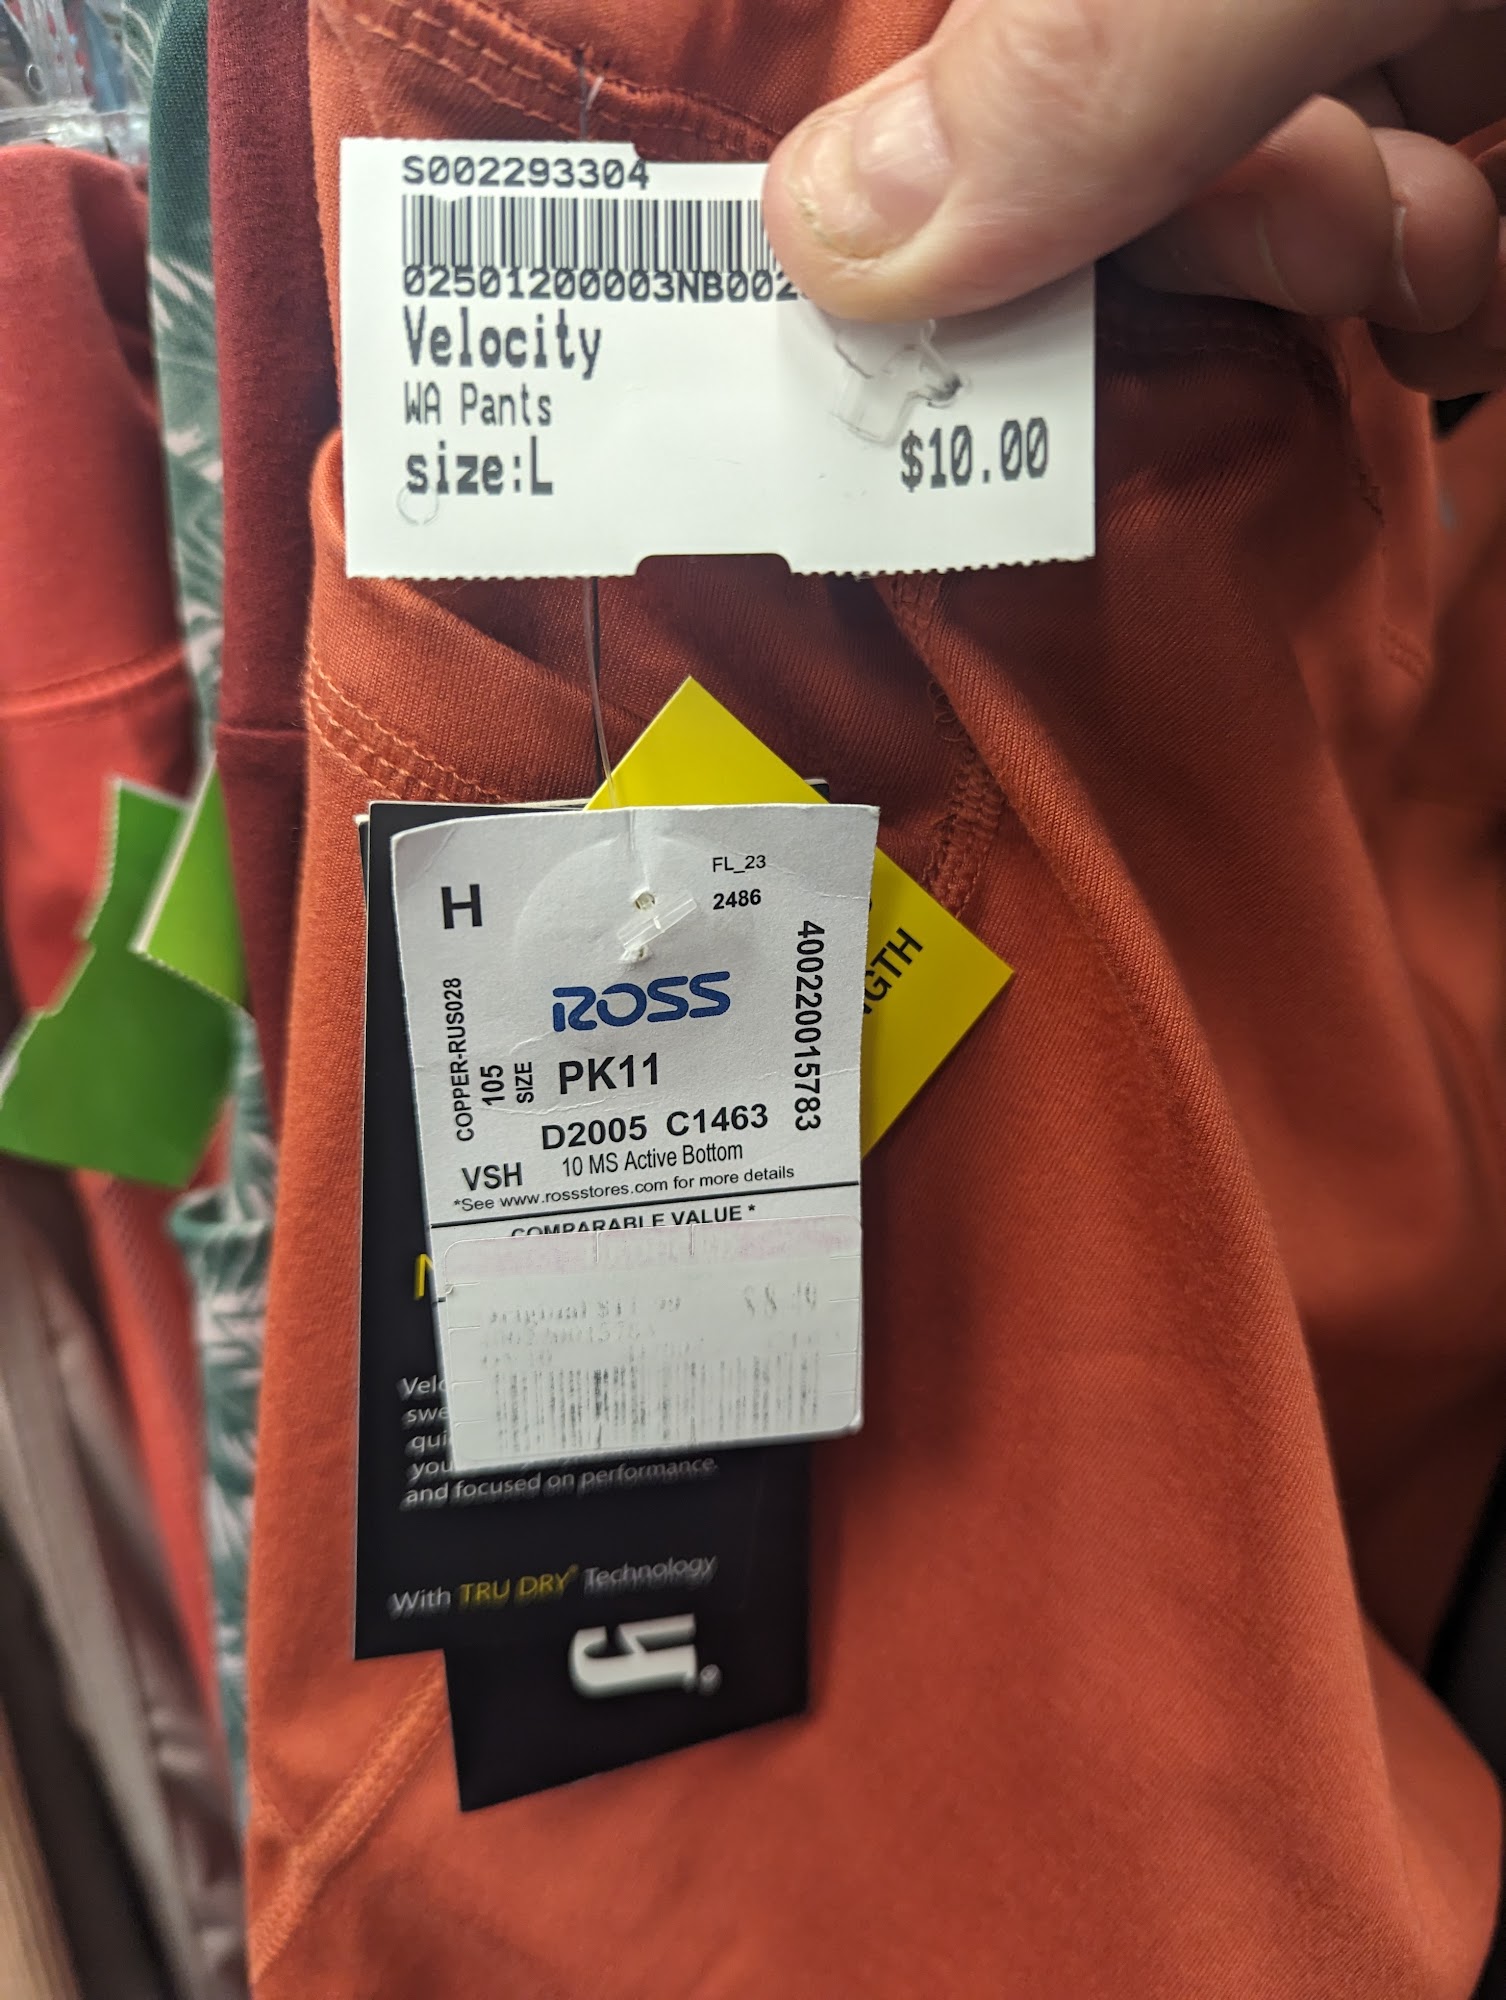 S002293304
02501200003NB002
Velocity
WA Pants
size:L
$10.00
H
FL_23
2486
GTH
ROSS
400220015783
COPPER-RUS028
105
SIZE
PK11
D2005 C1463
VSH
10 MS Active Bottom
*See www.rossstores.com for more details
COMPARABLE VALUE *
and focused on performance.
With TRU DRY® Technology